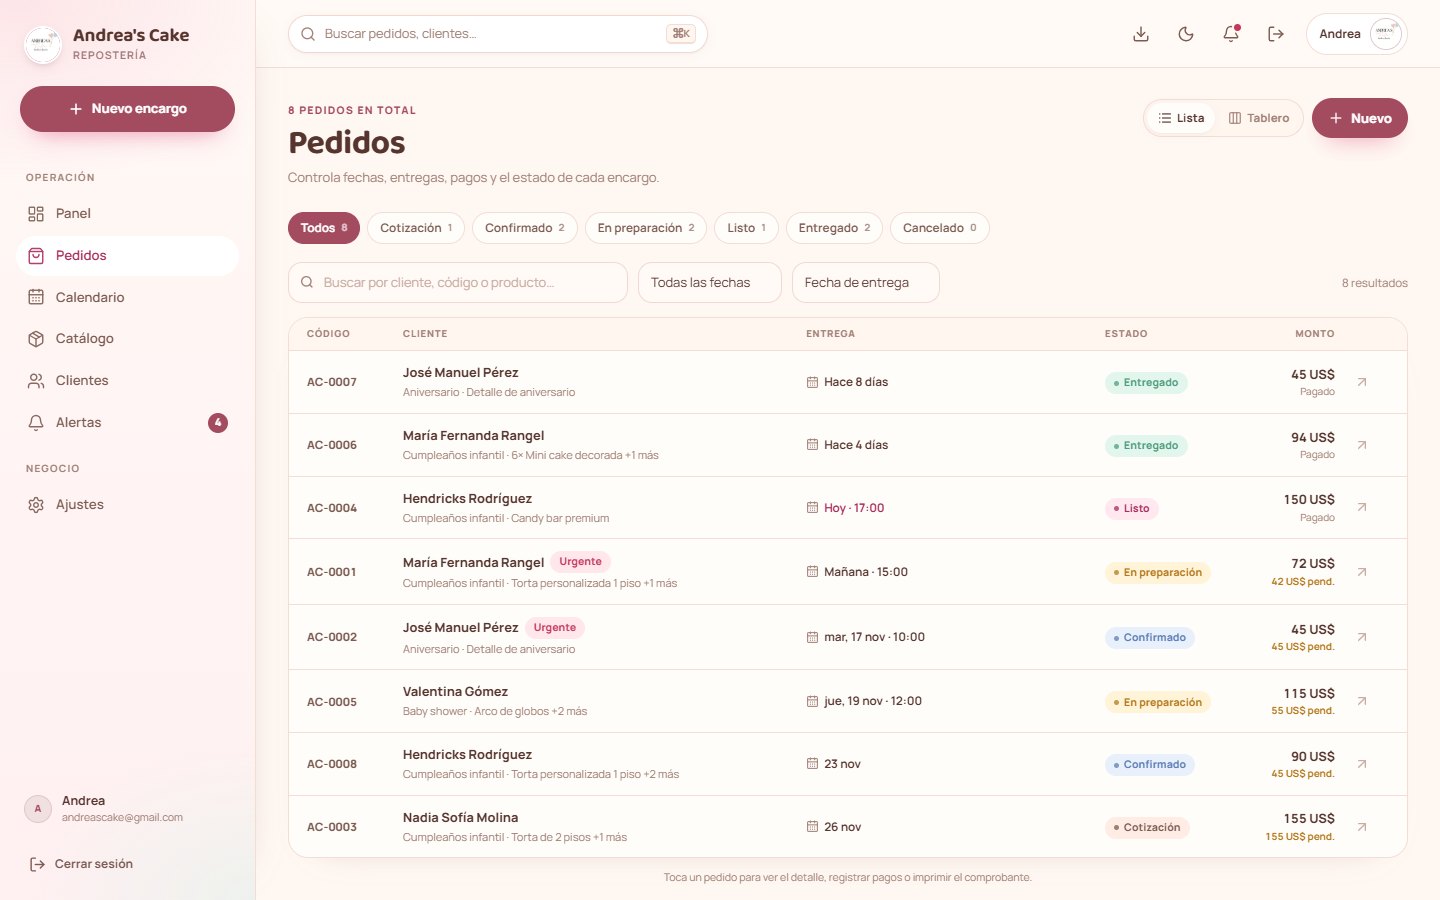 Andrea's Cake
REPOSTERÍA
Nuevo encargo
OPERACIÓN
Panel
Pedidos
Calendario
Catálogo
Clientes
Alertas 4
NEGOCIO
Ajustes
A
Andrea
andreascake@gmail.com
Cerrar sesión
Buscar pedidos, clientes... ⌘K
Andrea
8 PEDIDOS EN TOTAL
Pedidos
Controla fechas, entregas, pagos y el estado de cada encargo.
Lista Tablero Nuevo
Todos 8 Cotización 1 Confirmado 2 En preparación 2 Listo 1 Entregado 2 Cancelado 0
Buscar por cliente, código o producto... Todas las fechas Fecha de entrega 8 resultados
CÓDIGO CLIENTE ENTREGA ESTADO MONTO
AC-0007 José Manuel Pérez Hace 8 días Entregado 45 US$
Aniversario · Detalle de aniversario Pagado
AC-0006 María Fernanda Rangel Hace 4 días Entregado 94 US$
Cumpleaños infantil · 6× Mini cake decorada +1 más Pagado
AC-0004 Hendricks Rodríguez Hoy · 17:00 Listo 150 US$
Cumpleaños infantil · Candy bar premium Pagado
AC-0001 María Fernanda Rangel Urgente Mañana · 15:00 En preparación 72 US$
Cumpleaños infantil · Torta personalizada 1 piso +1 más 42 US$ pend.
AC-0002 José Manuel Pérez Urgente mar, 17 nov · 10:00 Confirmado 45 US$
Aniversario · Detalle de aniversario 45 US$ pend.
AC-0005 Valentina Gómez jue, 19 nov · 12:00 En preparación 115 US$
Baby shower · Arco de globos +2 más 55 US$ pend.
AC-0008 Hendricks Rodríguez 23 nov Confirmado 90 US$
Cumpleaños infantil · Torta personalizada 1 piso +2 más 45 US$ pend.
AC-0003 Nadia Sofía Molina 26 nov Cotización 155 US$
Cumpleaños infantil · Torta de 2 pisos +1 más 155 US$ pend.
Toca un pedido para ver el detalle, registrar pagos o imprimir el comprobante.